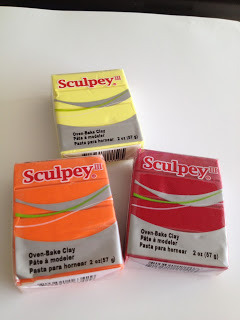 Sculpey III
Oven-Bake Clay
Pâte à modeler
Pasta para hornear 2 oz (57 g)
Sculpey III
Oven-Bake Clay
Pâte à modeler
Pasta para hornear 2 oz (57 g)
Sculpey III
Oven-Bake Clay
Pâte à modeler
Pasta para hornear 2 oz (57 g)